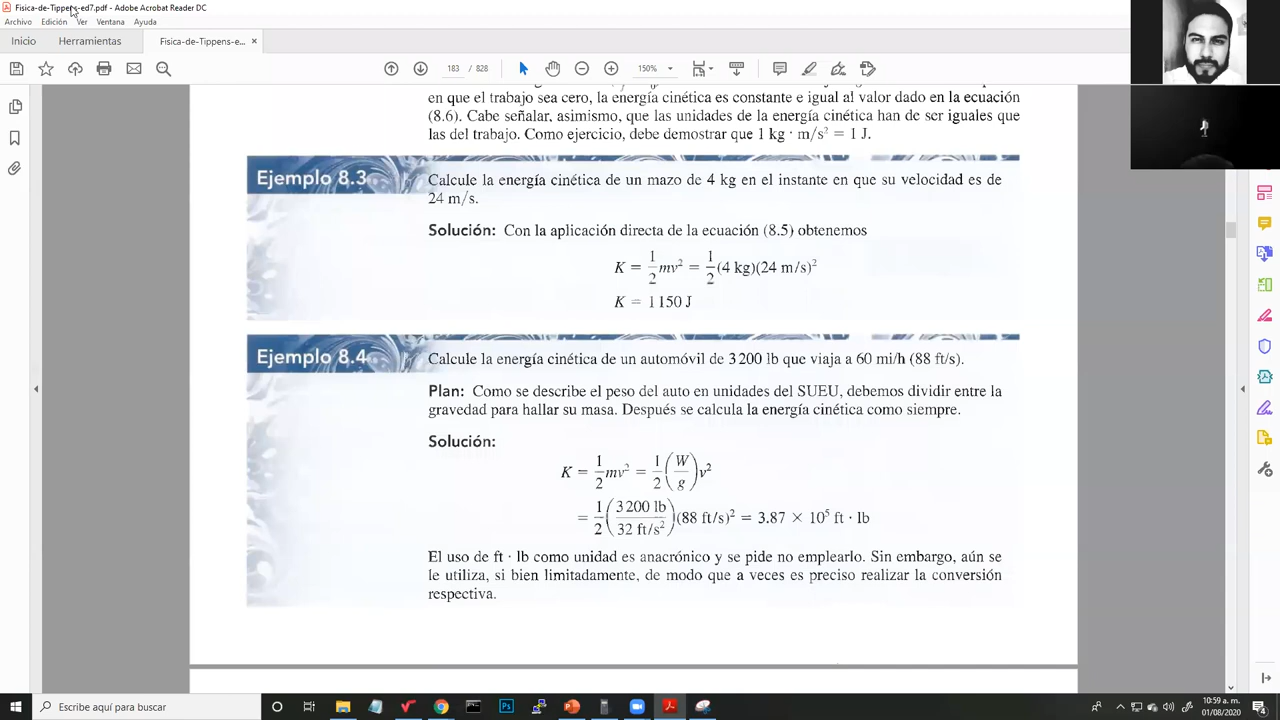 Fisica-de-Tippens-ed7.pdf - Adobe Acrobat Reader DC
Archivo Edición Ver Ventana Ayuda
Inicio Herramientas Fisica-de-Tippens-e... ×
183 / 828 150%
en que el trabajo sea cero, la energía cinética es constante e igual al valor dado en la ecuación
(8.6). Cabe señalar, asimismo, que las unidades de la energía cinética han de ser iguales que
las del trabajo. Como ejercicio, debe demostrar que 1 kg · m/s² = 1 J.
Ejemplo 8.3
Calcule la energía cinética de un mazo de 4 kg en el instante en que su velocidad es de
24 m/s.
Solución: Con la aplicación directa de la ecuación (8.5) obtenemos
K = 1/2 mv² = 1/2 (4 kg)(24 m/s)²
K = 1 150 J
Ejemplo 8.4
Calcule la energía cinética de un automóvil de 3 200 lb que viaja a 60 mi/h (88 ft/s).
Plan: Como se describe el peso del auto en unidades del SUEU, debemos dividir entre la
gravedad para hallar su masa. Después se calcula la energía cinética como siempre.
Solución:
K = 1/2 mv² = 1/2 (W/g) v²
= 1/2 (3 200 lb / 32 ft/s²)(88 ft/s)² = 3.87 × 10⁵ ft · lb
El uso de ft · lb como unidad es anacrónico y se pide no emplearlo. Sin embargo, aún se
le utiliza, si bien limitadamente, de modo que a veces es preciso realizar la conversión
respectiva.
Escribe aquí para buscar
10:59 a. m.
01/08/2020